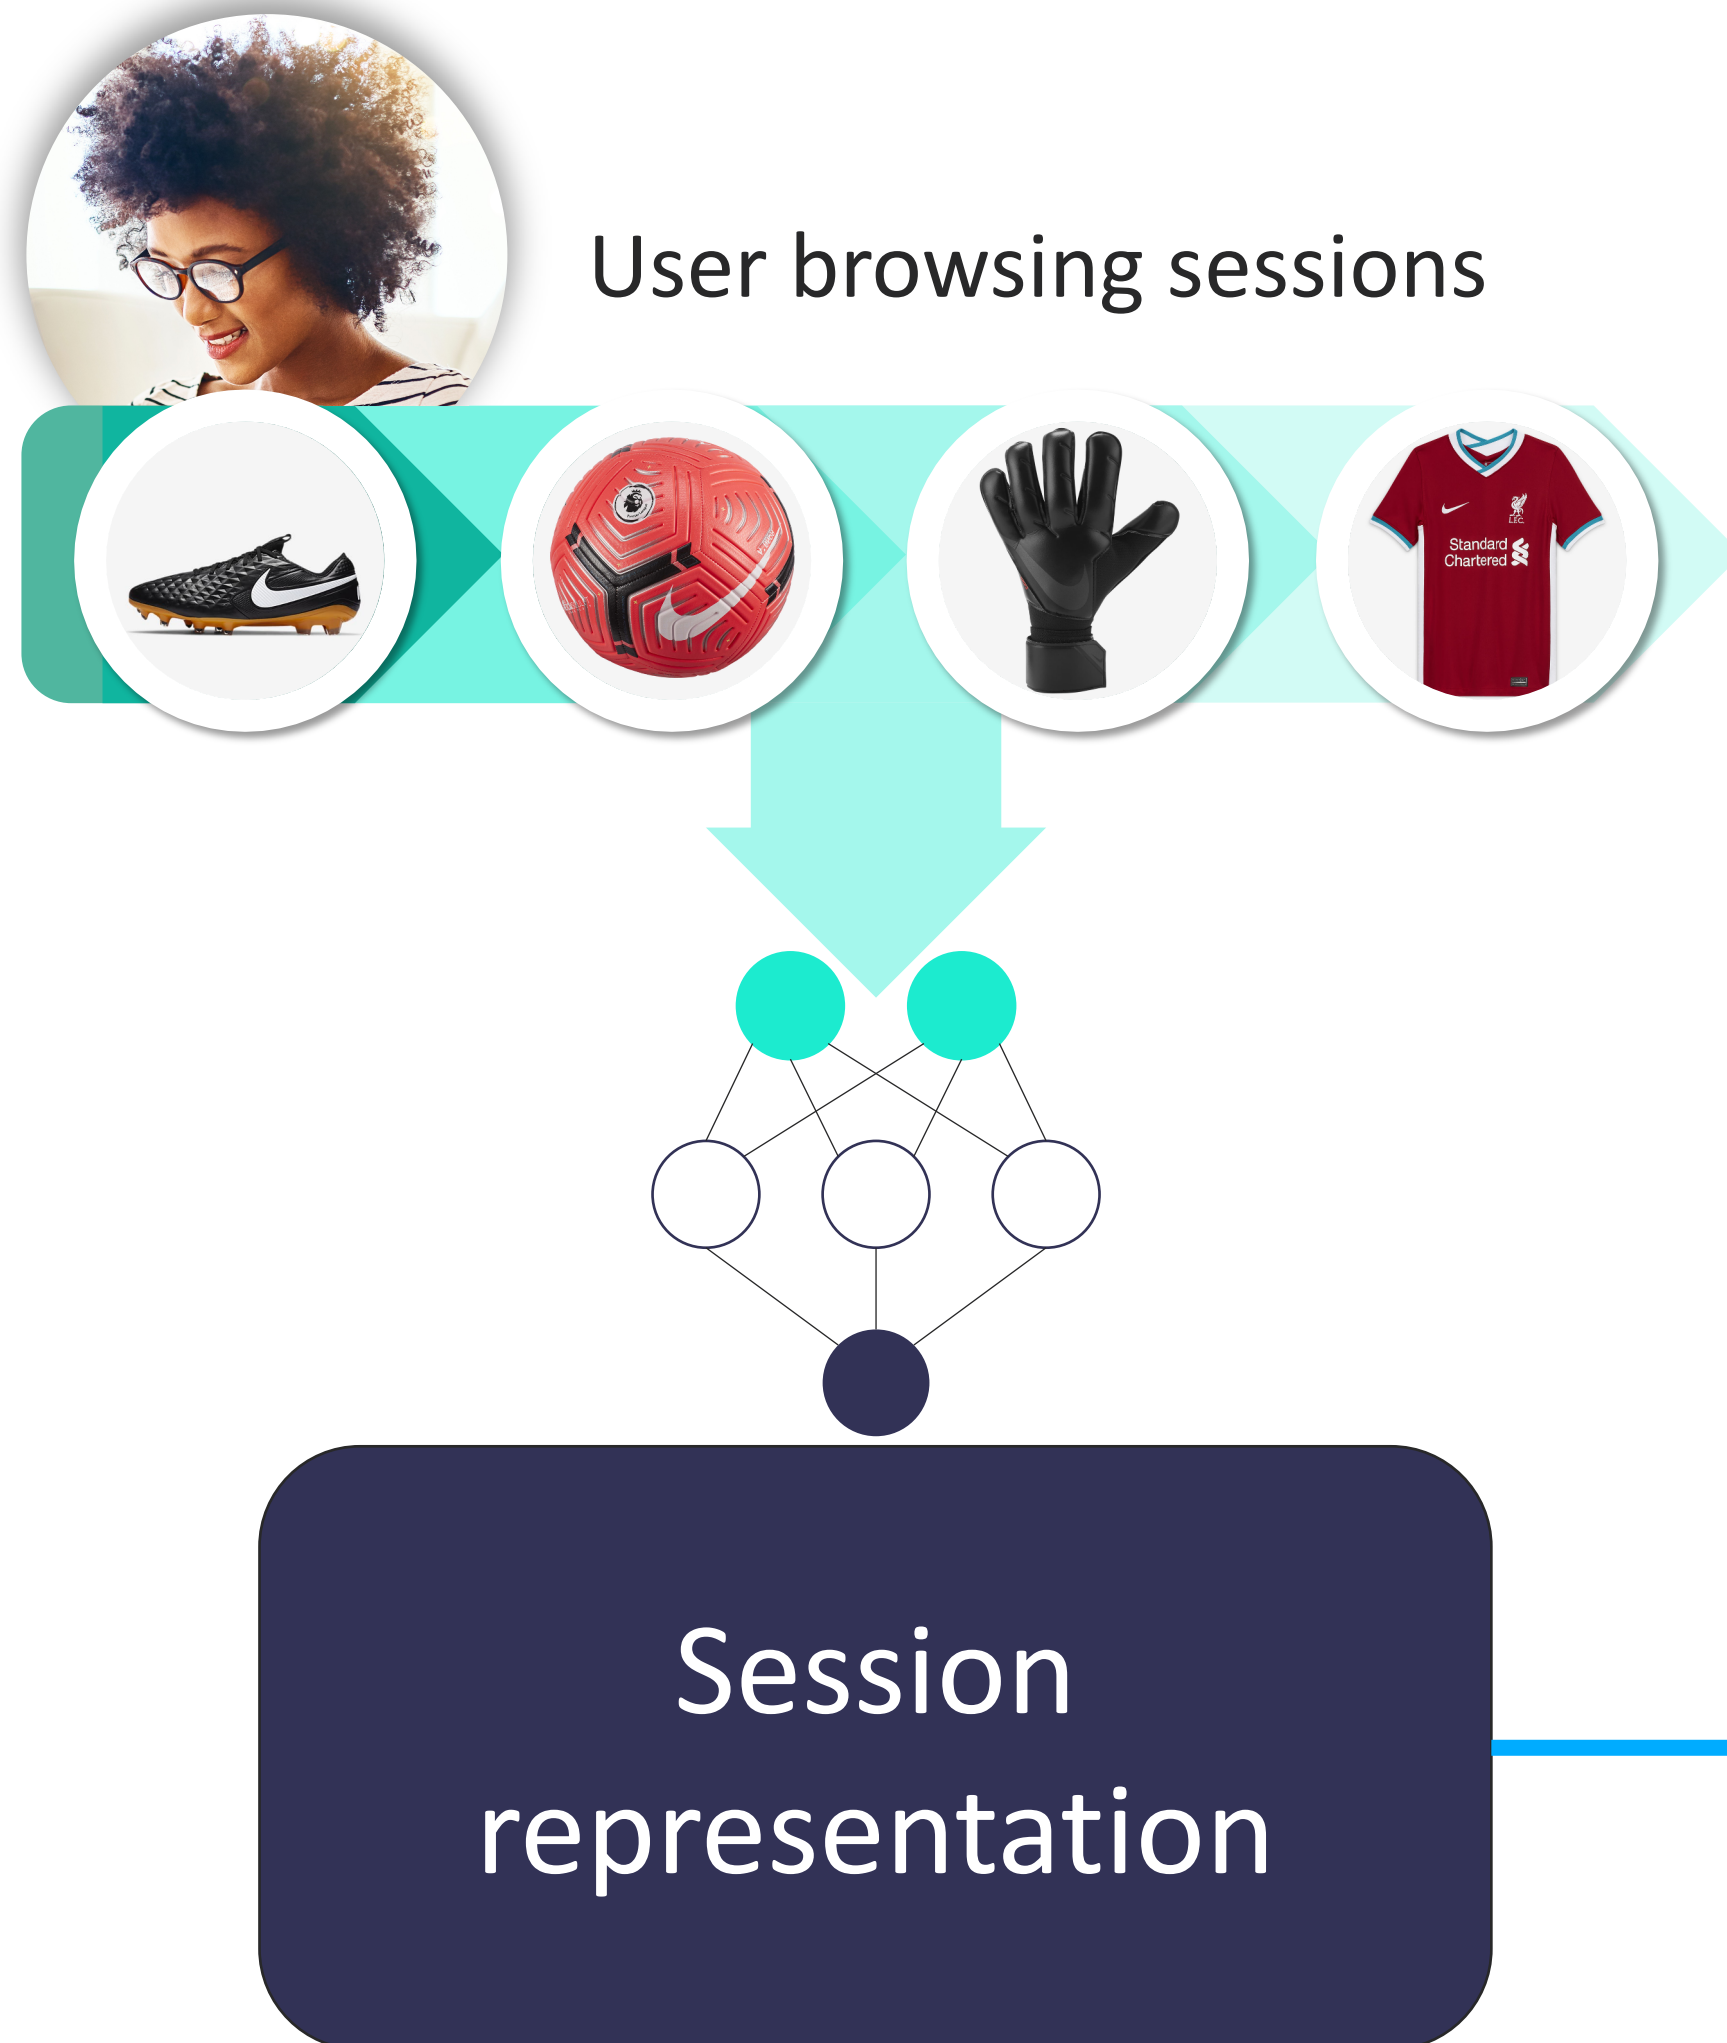 User browsing sessions
L.F.C.
Standard
Chartered
Session
representation